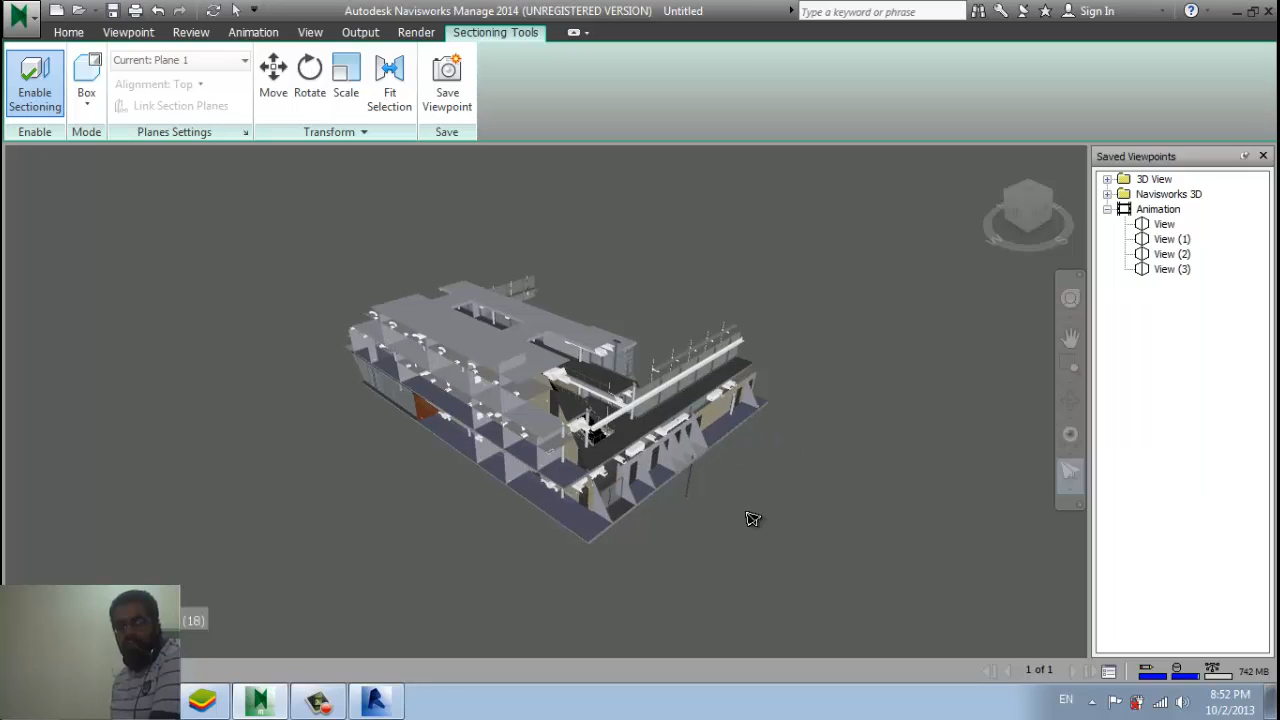 Autodesk Navisworks Manage 2014 (UNREGISTERED VERSION) Untitled
Type a keyword or phrase
Sign In
Home Viewpoint Review Animation View Output Render Sectioning Tools
Enable Sectioning
Box
Current: Plane 1
Alignment: Top
Link Section Planes
Move Rotate Scale Fit Selection
Save Viewpoint
Enable Mode Planes Settings Transform Save
Saved Viewpoints
3D View
Navisworks 3D
Animation
View
View (1)
View (2)
View (3)
(18)
1 of 1
742 MB
EN
8:52 PM
10/2/2013